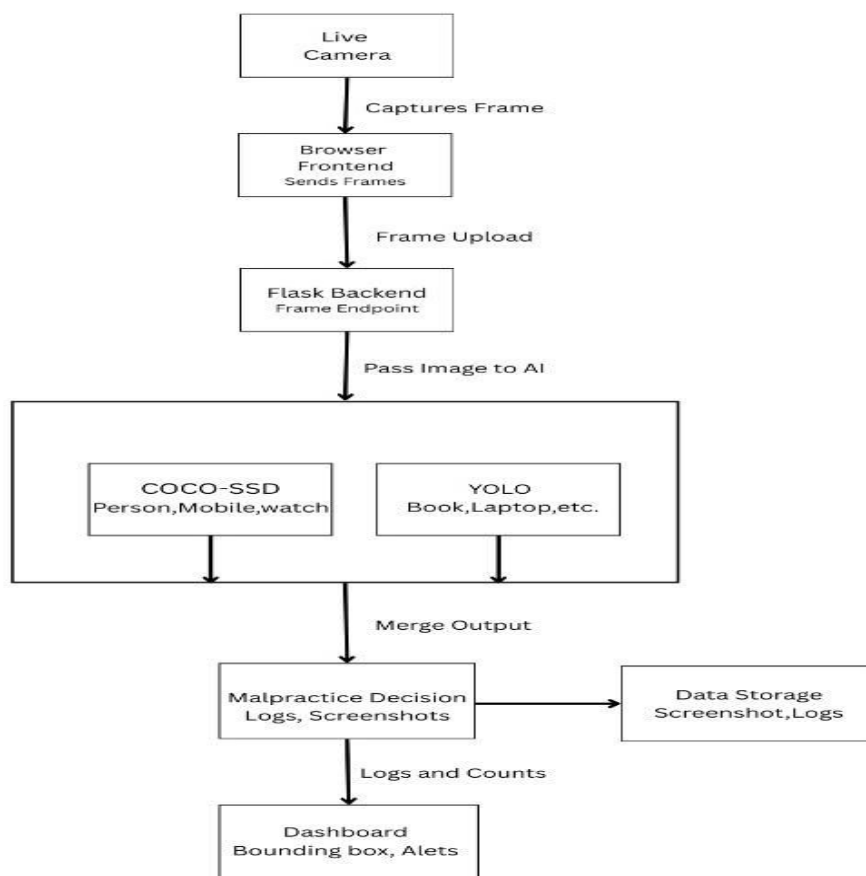 Live
Camera
Captures Frame
Browser
Frontend
Sends Frames
Frame Upload
Flask Backend
Frame Endpoint
Pass Image to AI
COCO-SSD
Person,Mobile,watch
YOLO
Book,Laptop,etc.
Merge Output
Malpractice Decision
Logs, Screenshots
Data Storage
Screenshot,Logs
Logs and Counts
Dashboard
Bounding box, Alets